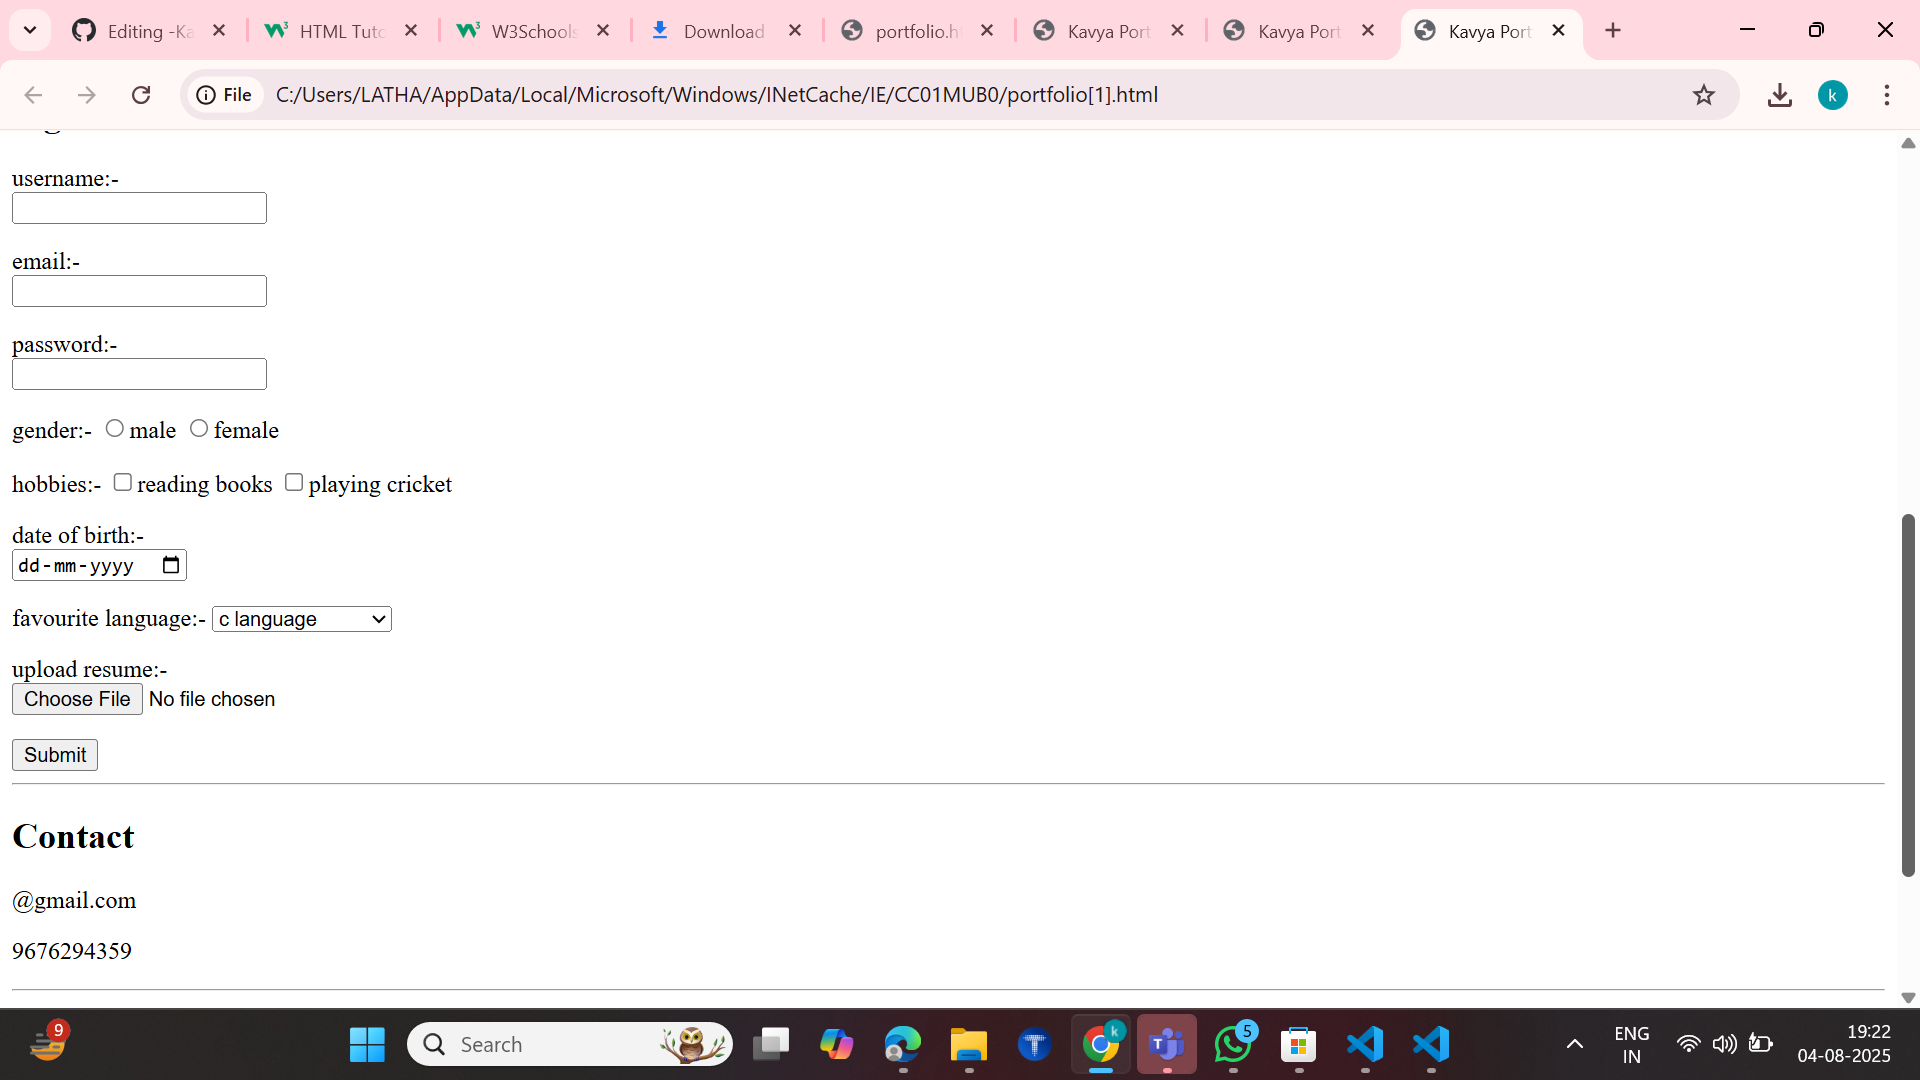 Editing -Ka
HTML Tuto
W3Schools
Download
portfolio.h
Kavya Port
Kavya Port
Kavya Port
File
C:/Users/LATHA/AppData/Local/Microsoft/Windows/INetCache/IE/CC01MUB0/portfolio[1].html
k
username:-
email:-
password:-
gender:- male female
hobbies:- reading books playing cricket
date of birth:-
dd-mm-yyyy
favourite language:- c language
upload resume:-
Choose File No file chosen
Submit
Contact
@gmail.com
9676294359
9
Search
T
k
T
5
ENG
IN
19:22
04-08-2025